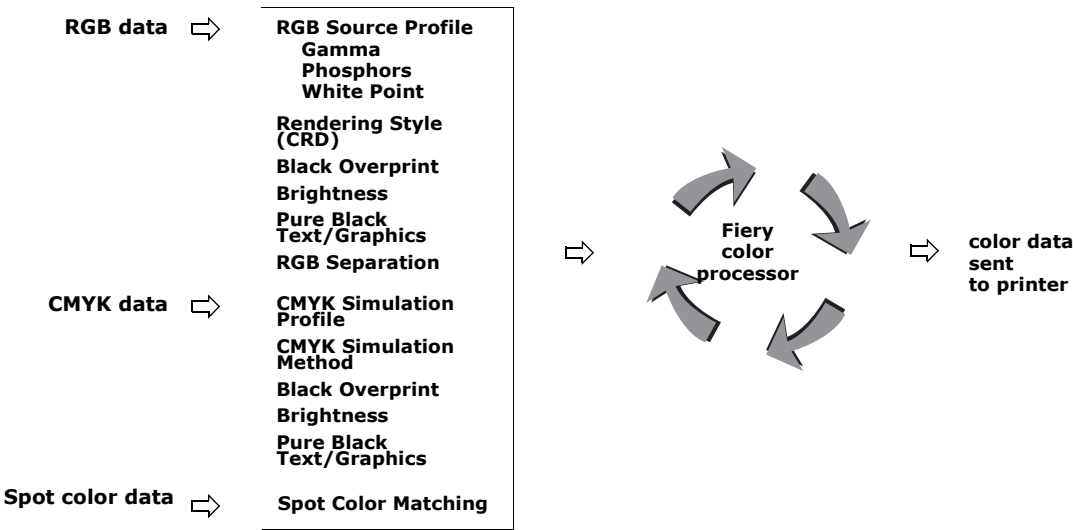 RGB data
RGB Source Profile
Gamma
Phosphors
White Point
Rendering Style
(CRD)
Black Overprint
Brightness
Pure Black
Text/Graphics
RGB Separation
CMYK data
CMYK Simulation
Profile
CMYK Simulation
Method
Black Overprint
Brightness
Pure Black
Text/Graphics
Spot color data
Spot Color Matching
Fiery
color
processor
color data
sent
to printer